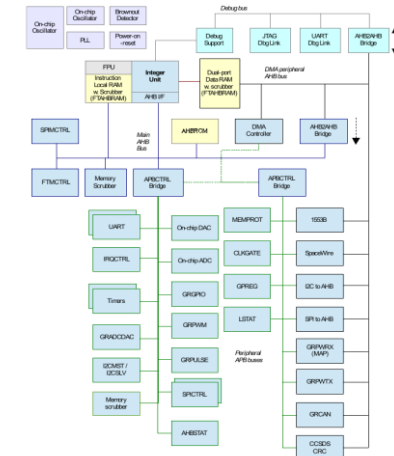 Debug bus
On-chip
Oscillator
On-chip
Oscillator
Brownout
Detector
PLL
Power-on
-reset
Debug
Support
JTAG
Dbg Link
UART
Dbg Link
AHB2AHB
Bridge
FPU
Instruction
Local RAM
w. Scrubber
(FTAHBRAM)
Integer
Unit
AHB I/F
Dual-port
Data RAM
w. scrubber
(FTAHBRAM)
DMA peripheral
AHB bus
SPIMCTRL
Main
AHB
Bus
AHBROM
DMA
Controller
AHB2AHB
Bridge
FTMCTRL
Memory
Scrubber
APBCTRL
Bridge
APBCTRL
Bridge
UART
On-chip DAC
MEMPROT
1553B
IRQCTRL
On-chip ADC
CLKGATE
SpaceWire
Timers
GRGPIO
GPREG
I2C to AHB
GRADCDAC
GRPWM
LSTAT
SPI to AHB
I2CMST /
I2CSLV
GRPULSE
Peripheral
APB buses
GRPWRX
(MAP)
Memory
scrubber
SPICTRL
GRPWTX
AHBSTAT
GRCAN
CCSDS
CRC